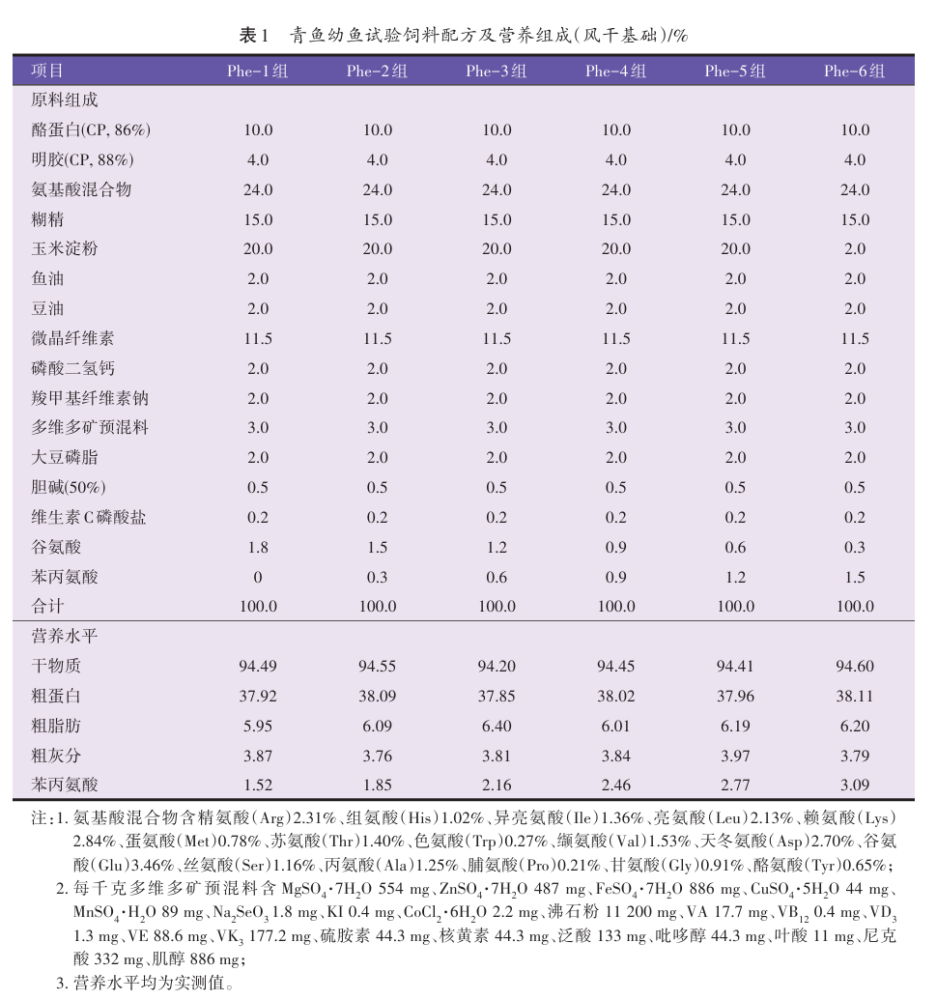 表1 青鱼幼鱼试验饲料配方及营养组成(风干基础)/%
项目 Phe-1组 Phe-2组 Phe-3组 Phe-4组 Phe-5组 Phe-6组
原料组成
酪蛋白(CP, 86%) 10.0 10.0 10.0 10.0 10.0 10.0
明胶(CP, 88%) 4.0 4.0 4.0 4.0 4.0 4.0
氨基酸混合物 24.0 24.0 24.0 24.0 24.0 24.0
糊精 15.0 15.0 15.0 15.0 15.0 15.0
玉米淀粉 20.0 20.0 20.0 20.0 20.0 2.0
鱼油 2.0 2.0 2.0 2.0 2.0 2.0
豆油 2.0 2.0 2.0 2.0 2.0 2.0
微晶纤维素 11.5 11.5 11.5 11.5 11.5 11.5
磷酸二氢钙 2.0 2.0 2.0 2.0 2.0 2.0
羧甲基纤维素钠 2.0 2.0 2.0 2.0 2.0 2.0
多维多矿预混料 3.0 3.0 3.0 3.0 3.0 3.0
大豆磷脂 2.0 2.0 2.0 2.0 2.0 2.0
胆碱(50%) 0.5 0.5 0.5 0.5 0.5 0.5
维生素C磷酸盐 0.2 0.2 0.2 0.2 0.2 0.2
谷氨酸 1.8 1.5 1.2 0.9 0.6 0.3
苯丙氨酸 0 0.3 0.6 0.9 1.2 1.5
合计 100.0 100.0 100.0 100.0 100.0 100.0
营养水平
干物质 94.49 94.55 94.20 94.45 94.41 94.60
粗蛋白 37.92 38.09 37.85 38.02 37.96 38.11
粗脂肪 5.95 6.09 6.40 6.01 6.19 6.20
粗灰分 3.87 3.76 3.81 3.84 3.97 3.79
苯丙氨酸 1.52 1.85 2.16 2.46 2.77 3.09
注:1. 氨基酸混合物含精氨酸(Arg)2.31%、组氨酸(His)1.02%、异亮氨酸(Ile)1.36%、亮氨酸(Leu)2.13%、赖氨酸(Lys)
2.84%、蛋氨酸(Met)0.78%、苏氨酸(Thr)1.40%、色氨酸(Trp)0.27%、缬氨酸(Val)1.53%、天冬氨酸(Asp)2.70%、谷氨
酸(Glu)3.46%、丝氨酸(Ser)1.16%、丙氨酸(Ala)1.25%、脯氨酸(Pro)0.21%、甘氨酸(Gly)0.91%、酪氨酸(Tyr)0.65%;
2. 每千克多维多矿预混料含MgSO₄·7H₂O 554 mg、ZnSO₄·7H₂O 487 mg、FeSO₄·7H₂O 886 mg、CuSO₄·5H₂O 44 mg、
MnSO₄·H₂O 89 mg、Na₂SeO₃ 1.8 mg、KI 0.4 mg、CoCl₂·6H₂O 2.2 mg、沸石粉 11 200 mg、VA 17.7 mg、VB₁₂ 0.4 mg、VD₃
1.3 mg、VE 88.6 mg、VK₃ 177.2 mg、硫胺素 44.3 mg、核黄素 44.3 mg、泛酸 133 mg、吡哆醇 44.3 mg、叶酸 11 mg、尼克
酸 332 mg、肌醇 886 mg;
3. 营养水平均为实测值。